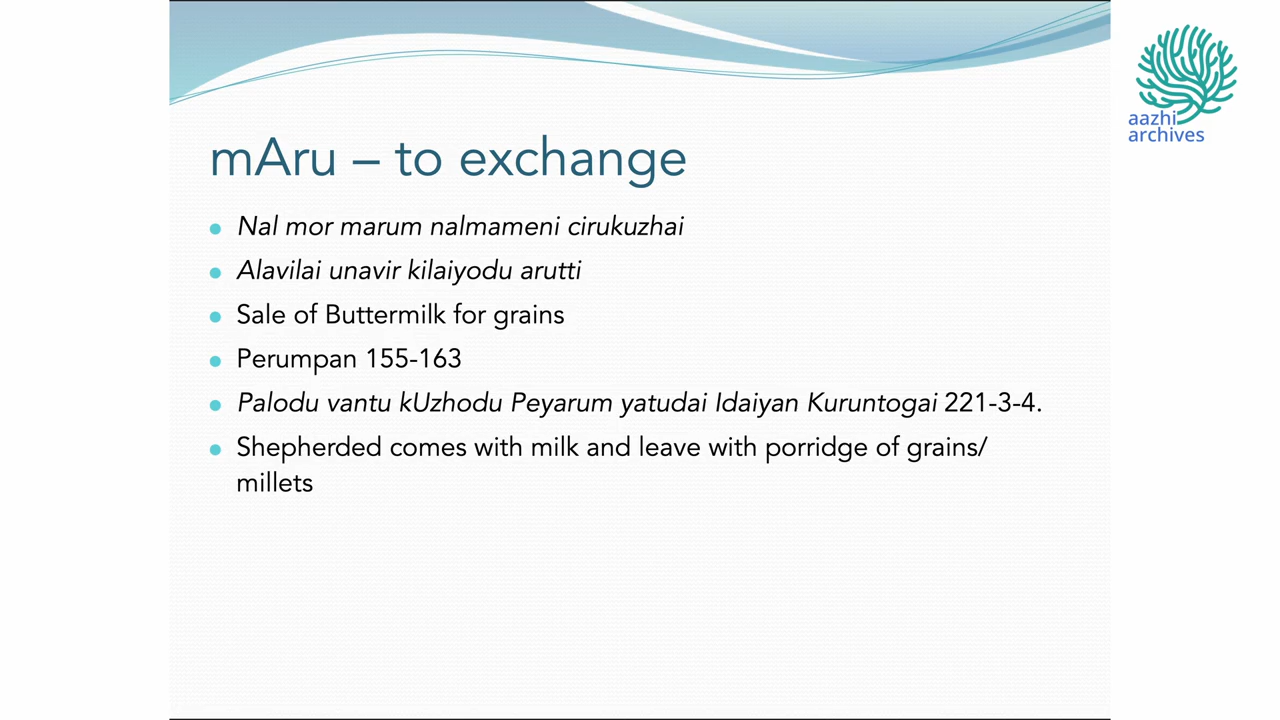 aazhi
archives
mAru – to exchange
Nal mor marum nalmameni cirukuzhai
Alavilai unavir kilaiyodu arutti
Sale of Buttermilk for grains
Perumpan 155-163
Palodu vantu kUzhodu Peyarum yatudai Idaiyan Kuruntogai 221-3-4.
Shepherded comes with milk and leave with porridge of grains/
millets